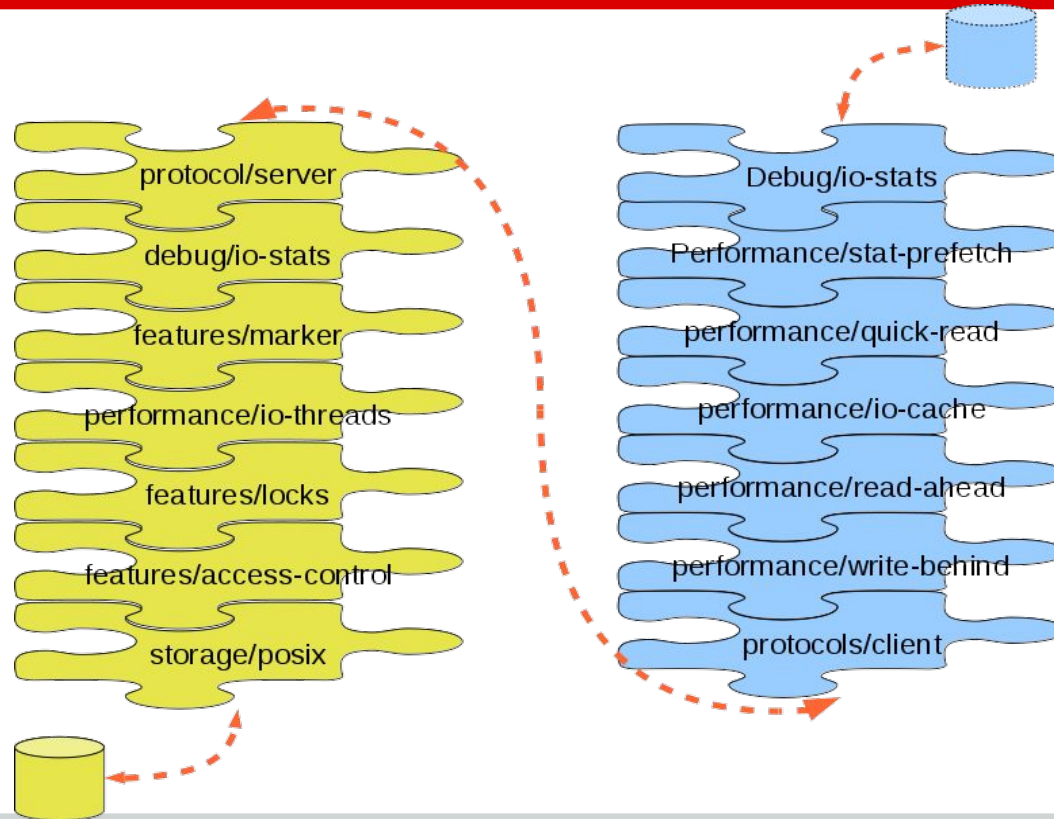 protocol/server
debug/io-stats
features/marker
performance/io-threads
features/locks
features/access-control
storage/posix
Debug/io-stats
Performance/stat-prefetch
performance/quick-read
performance/io-cache
performance/read-ahead
performance/write-behind
protocols/client